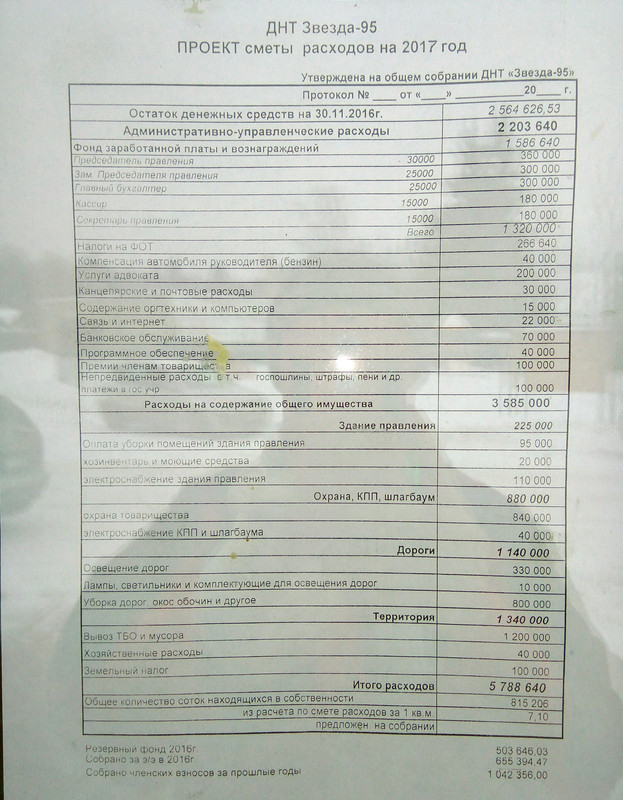 ДНТ Звезда-95
ПРОЕКТ сметы расходов на 2017 год
Утверждена на общем собрании ДНТ «Звезда-95»
Протокол № ____ от «____» ____________ 20____ г.
Остаток денежных средств на 30.11.2016г. 2 564 626,53
Административно-управленческие расходы 2 203 640
Фонд заработанной платы и вознаграждений 1 586 640
Председатель правления - 30000 360 000
Зам. Председателя правления 25000 300 000
Главный бухгалтер 25000 300 000
Кассир 15000 180 000
Секретарь правления 15000 180 000
Всего 1 320 000
Налоги на ФОТ 266 640
Компенсация автомобиля руководителя (бензин) 40 000
Услуги адвоката 200 000
Канцелярские и почтовые расходы 30 000
Содержание оргтехники и компьютеров 15 000
Связь и интернет 22 000
Банковское обслуживание 70 000
Программное обеспечение 40 000
Премии членам товарищества 100 000
Непредвиденные расходы в т.ч. госпошлины, штрафы, пени и др.
платежи в гос учр 100 000
Расходы на содержание общего имущества 3 585 000
Здание правления 225 000
Оплата уборки помещений здания правления 95 000
хозинвентарь и моющие средства 20 000
электроснабжение здания правления 110 000
Охрана, КПП, шлагбаум 880 000
охрана товарищества 840 000
электроснабжение КПП и шлагбаума 40 000
Дороги 1 140 000
Освещение дорог 330 000
Лампы, светильники и комплектующие для освещения дорог 10 000
Уборка дорог, окос обочин и другое 800 000
Территория 1 340 000
Вывоз ТБО и мусора 1 200 000
Хозяйственные расходы 40 000
Земельный налог 100 000
Итого расходов 5 788 640
Общее количество соток находящихся в собственности 815 206
из расчета по смете расходов за 1 кв.м 7,10
предложен на собрании
Резервный фонд 2016г. 503 646,03
Собрано за э/э в 2016г 655 394,47
Собрано членских взносов за прошлые годы 1 042 356,00